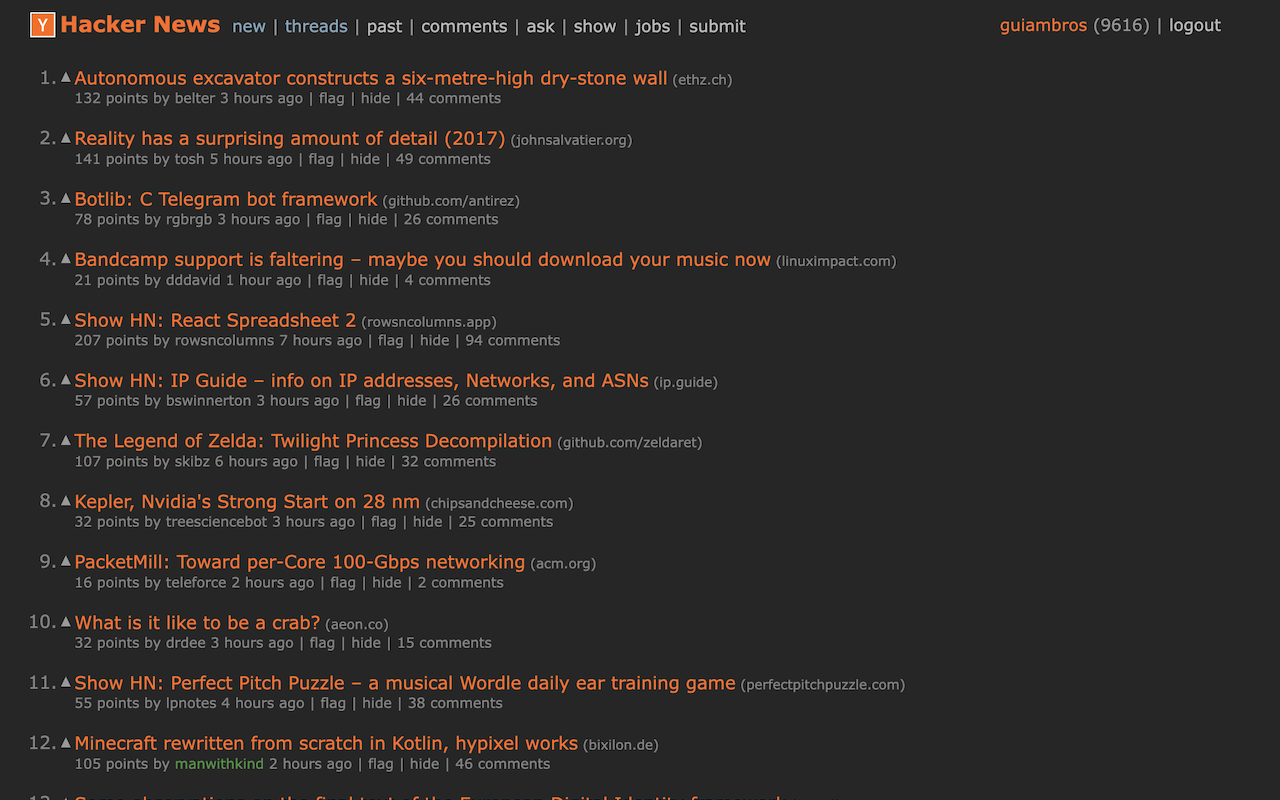 Y Hacker News new | threads | past | comments | ask | show | jobs | submit guiambros (9616) | logout
1. ▲ Autonomous excavator constructs a six-metre-high dry-stone wall (ethz.ch)
132 points by belter 3 hours ago | flag | hide | 44 comments
2. ▲ Reality has a surprising amount of detail (2017) (johnsalvatier.org)
141 points by tosh 5 hours ago | flag | hide | 49 comments
3. ▲ Botlib: C Telegram bot framework (github.com/antirez)
78 points by rgbrgb 3 hours ago | flag | hide | 26 comments
4. ▲ Bandcamp support is faltering – maybe you should download your music now (linuximpact.com)
21 points by dddavid 1 hour ago | flag | hide | 4 comments
5. ▲ Show HN: React Spreadsheet 2 (rowsncolumns.app)
207 points by rowsncolumns 7 hours ago | flag | hide | 94 comments
6. ▲ Show HN: IP Guide – info on IP addresses, Networks, and ASNs (ip.guide)
57 points by bswinnerton 3 hours ago | flag | hide | 26 comments
7. ▲ The Legend of Zelda: Twilight Princess Decompilation (github.com/zeldaret)
107 points by skibz 6 hours ago | flag | hide | 32 comments
8. ▲ Kepler, Nvidia's Strong Start on 28 nm (chipsandcheese.com)
32 points by treesciencebot 3 hours ago | flag | hide | 25 comments
9. ▲ PacketMill: Toward per-Core 100-Gbps networking (acm.org)
16 points by teleforce 2 hours ago | flag | hide | 2 comments
10. ▲ What is it like to be a crab? (aeon.co)
32 points by drdee 3 hours ago | flag | hide | 15 comments
11. ▲ Show HN: Perfect Pitch Puzzle – a musical Wordle daily ear training game (perfectpitchpuzzle.com)
55 points by lpnotes 4 hours ago | flag | hide | 38 comments
12. ▲ Minecraft rewritten from scratch in Kotlin, hypixel works (bixilon.de)
105 points by manwithkind 2 hours ago | flag | hide | 46 comments